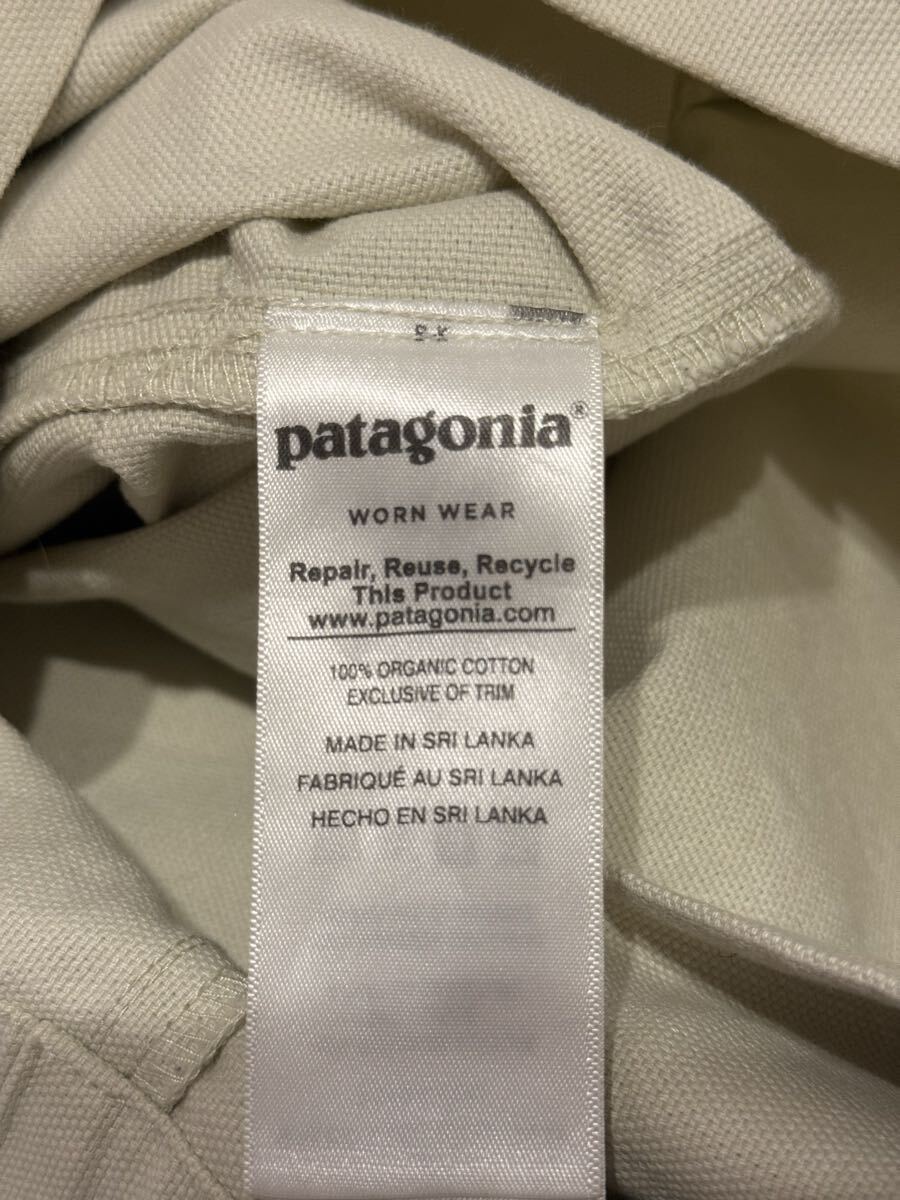 patagonia®
WORN WEAR
Repair, Reuse, Recycle
This Product
www.patagonia.com
100% ORGANIC COTTON
EXCLUSIVE OF TRIM
MADE IN SRI LANKA
FABRIQUÉ AU SRI LANKA
HECHO EN SRI LANKA